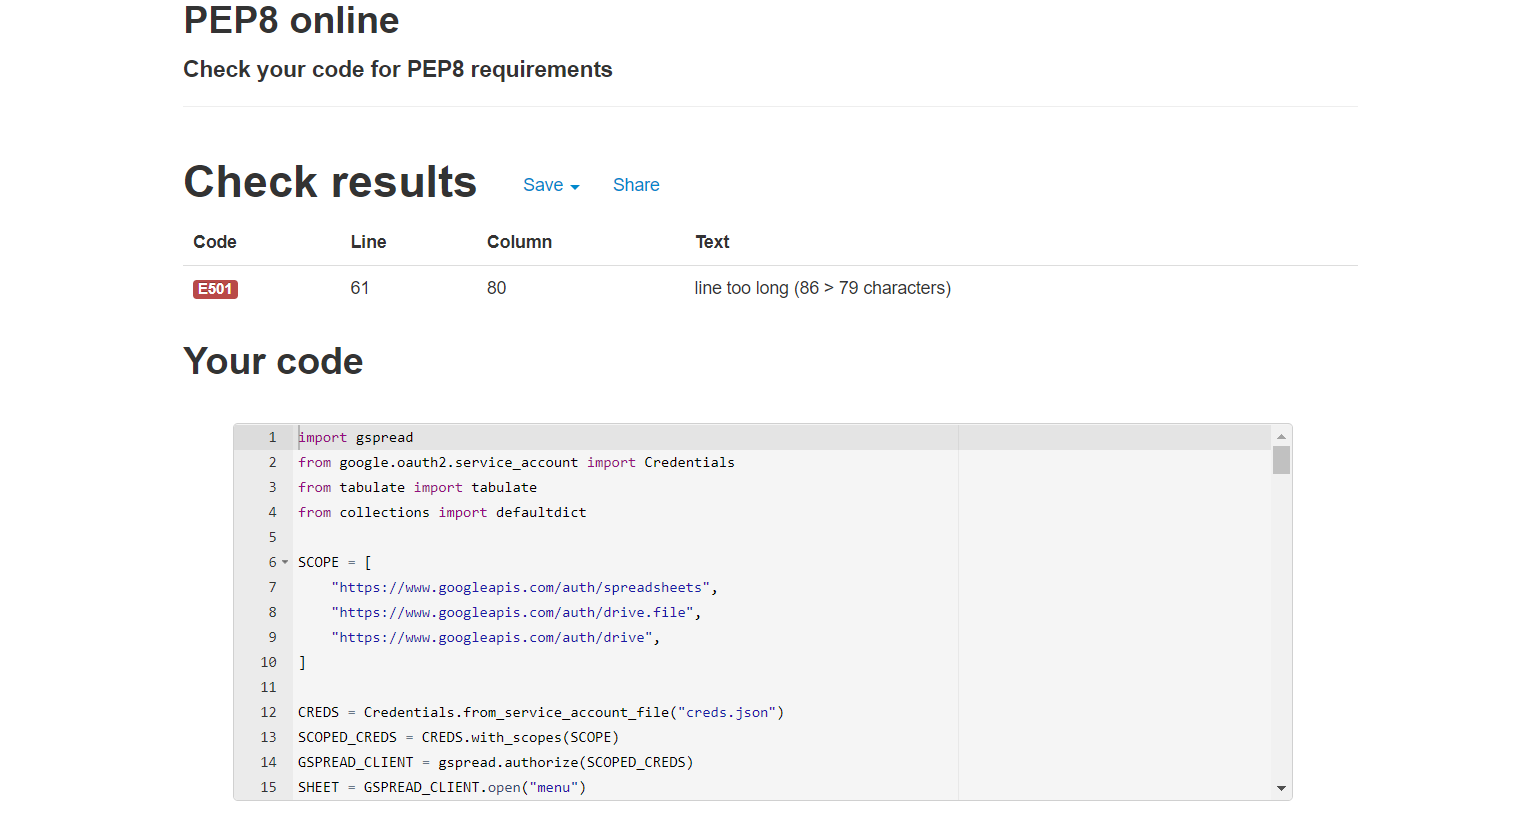 PEP8 online
Check your code for PEP8 requirements
Check results Save Share
Code Line Column Text
E501 61 80 line too long (86 > 79 characters)
Your code
1 import gspread
2 from google.oauth2.service_account import Credentials
3 from tabulate import tabulate
4 from collections import defaultdict
5
6 SCOPE = [
7     "https://www.googleapis.com/auth/spreadsheets",
8     "https://www.googleapis.com/auth/drive.file",
9     "https://www.googleapis.com/auth/drive",
10 ]
11
12 CREDS = Credentials.from_service_account_file("creds.json")
13 SCOPED_CREDS = CREDS.with_scopes(SCOPE)
14 GSPREAD_CLIENT = gspread.authorize(SCOPED_CREDS)
15 SHEET = GSPREAD_CLIENT.open("menu")